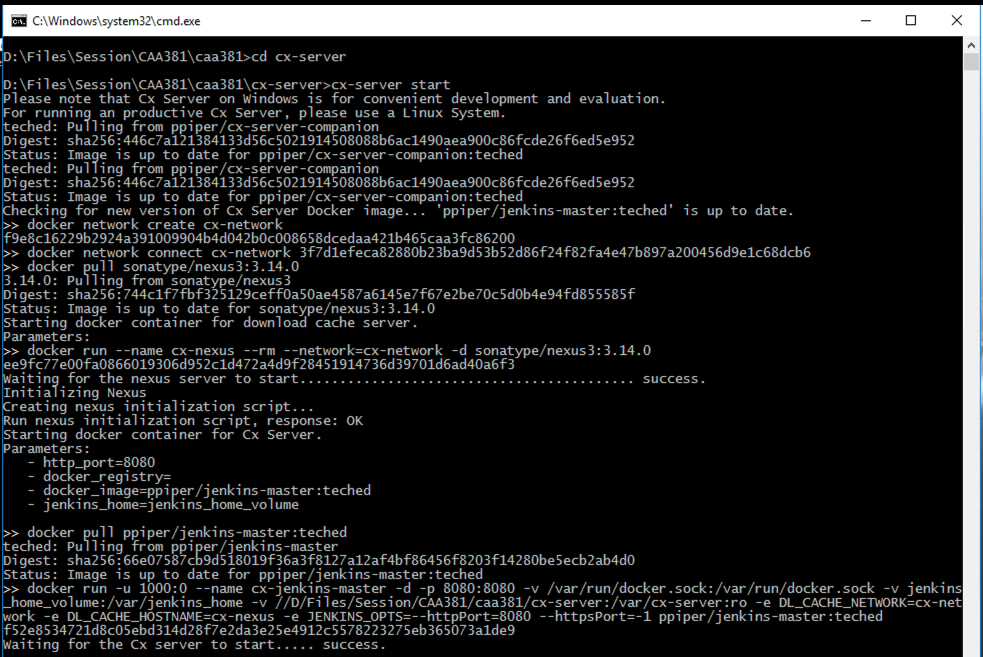 C:\Windows\system32\cmd.exe
D:\Files\Session\CAA381\caa381>cd cx-server
D:\Files\Session\CAA381\caa381\cx-server>cx-server start
Please note that Cx Server on Windows is for convenient development and evaluation.
For running an productive Cx Server, please use a Linux System.
teched: Pulling from ppiper/cx-server-companion
Digest: sha256:446c7a121384133d56c5021914508088b6ac1490aea900c86fcde26f6ed5e952
Status: Image is up to date for ppiper/cx-server-companion:teched
teched: Pulling from ppiper/cx-server-companion
Digest: sha256:446c7a121384133d56c5021914508088b6ac1490aea900c86fcde26f6ed5e952
Status: Image is up to date for ppiper/cx-server-companion:teched
Checking for new version of Cx Server Docker image... 'ppiper/jenkins-master:teched' is up to date.
>> docker network create cx-network
f9e8c16229b2924a391009904b4d042b0c008658dcedaa421b465caa3fc86200
>> docker network connect cx-network 3f7d1efeca82880b23ba9d53b52d86f24f82fa4e47b897a200456d9e1c68dcb6
>> docker pull sonatype/nexus3:3.14.0
3.14.0: Pulling from sonatype/nexus3
Digest: sha256:744c1f7fbf325129ceff0a50ae4587a6145e7f67e2be70c5d0b4e94fd855585f
Status: Image is up to date for sonatype/nexus3:3.14.0
Starting docker container for download cache server.
Parameters:
>> docker run --name cx-nexus --rm --network=cx-network -d sonatype/nexus3:3.14.0
ee9fc77e00fa0866019306d952c1d472a4d9f28451914736d39701d6ad40a6f3
Waiting for the nexus server to start.......................................... success.
Initializing Nexus
Creating nexus initialization script...
Run nexus initialization script, response: OK
Starting docker container for Cx Server.
Parameters:
- http_port=8080
- docker_registry=
- docker_image=ppiper/jenkins-master:teched
- jenkins_home=jenkins_home_volume
>> docker pull ppiper/jenkins-master:teched
teched: Pulling from ppiper/jenkins-master
Digest: sha256:66e07587cb9d518019f36a3f8127a12af4bf86456f8203f14280be5ecb2ab4d0
Status: Image is up to date for ppiper/jenkins-master:teched
>> docker run -u 1000:0 --name cx-jenkins-master -d -p 8080:8080 -v /var/run/docker.sock:/var/run/docker.sock -v jenkins
_home_volume:/var/jenkins_home -v //D/Files/Session/CAA381/caa381/cx-server:/var/cx-server:ro -e DL_CACHE_NETWORK=cx-net
work -e DL_CACHE_HOSTNAME=cx-nexus -e JENKINS_OPTS=--httpPort=8080 --httpsPort=-1 ppiper/jenkins-master:teched
f52e8534721d8c05ebd314d28f7e2da3e25e4912c5578223275eb365073a1de9
Waiting for the Cx server to start..... success.